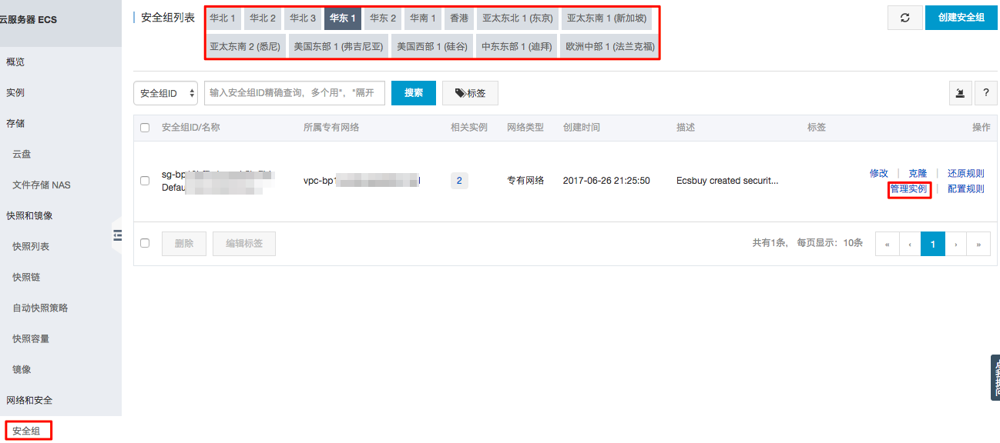 云服务器 ECS
概览
实例
存储
云盘
文件存储 NAS
快照和镜像
快照列表
快照链
自动快照策略
快照容量
镜像
网络和安全
安全组
安全组列表
华北 1 华北 2 华北 3 华东 1 华东 2 华南 1 香港 亚太东北 1 (东京) 亚太东南 1 (新加坡)
亚太东南 2 (悉尼) 美国东部 1 (弗吉尼亚) 美国西部 1 (硅谷) 中东东部 1 (迪拜) 欧洲中部 1 (法兰克福)
创建安全组
安全组ID 输入安全组ID精确查询，多个用","隔开 搜索 标签 ?
安全组ID/名称 所属专有网络 相关实例 网络类型 创建时间 描述 标签 操作
修改 克隆 还原规则
sg-bp
vpc-bp 2 专有网络 2017-06-26 21:25:50 Ecsbuy created securit...
Defau
管理实例 配置规则
删除 编辑标签 共有1条， 每页显示：10条 « ‹ 1 › »